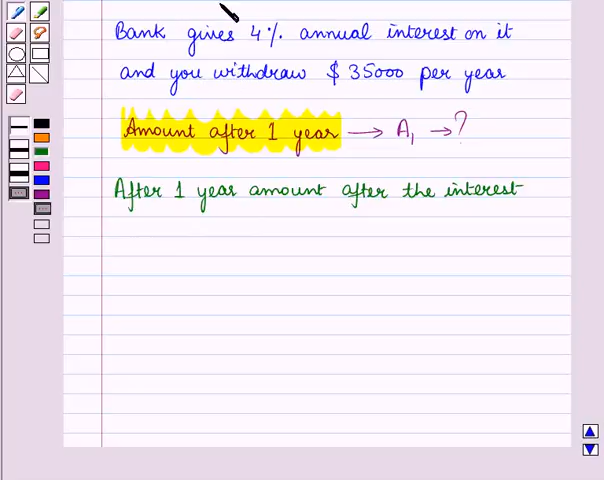 Bank gives 4% annual interest on it
and you withdraw $ 35000 per year
Amount after 1 year → A₁ → ?
After 1 year amount after the interest